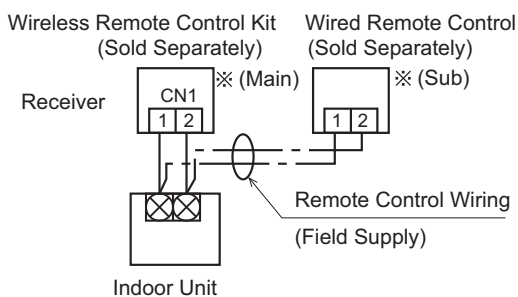 Wireless Remote Control Kit
(Sold Separately)
Wired Remote Control
(Sold Separately)
※ (Main)
※ (Sub)
Receiver
CN1
1 2
1 2
Remote Control Wiring
(Field Supply)
Indoor Unit